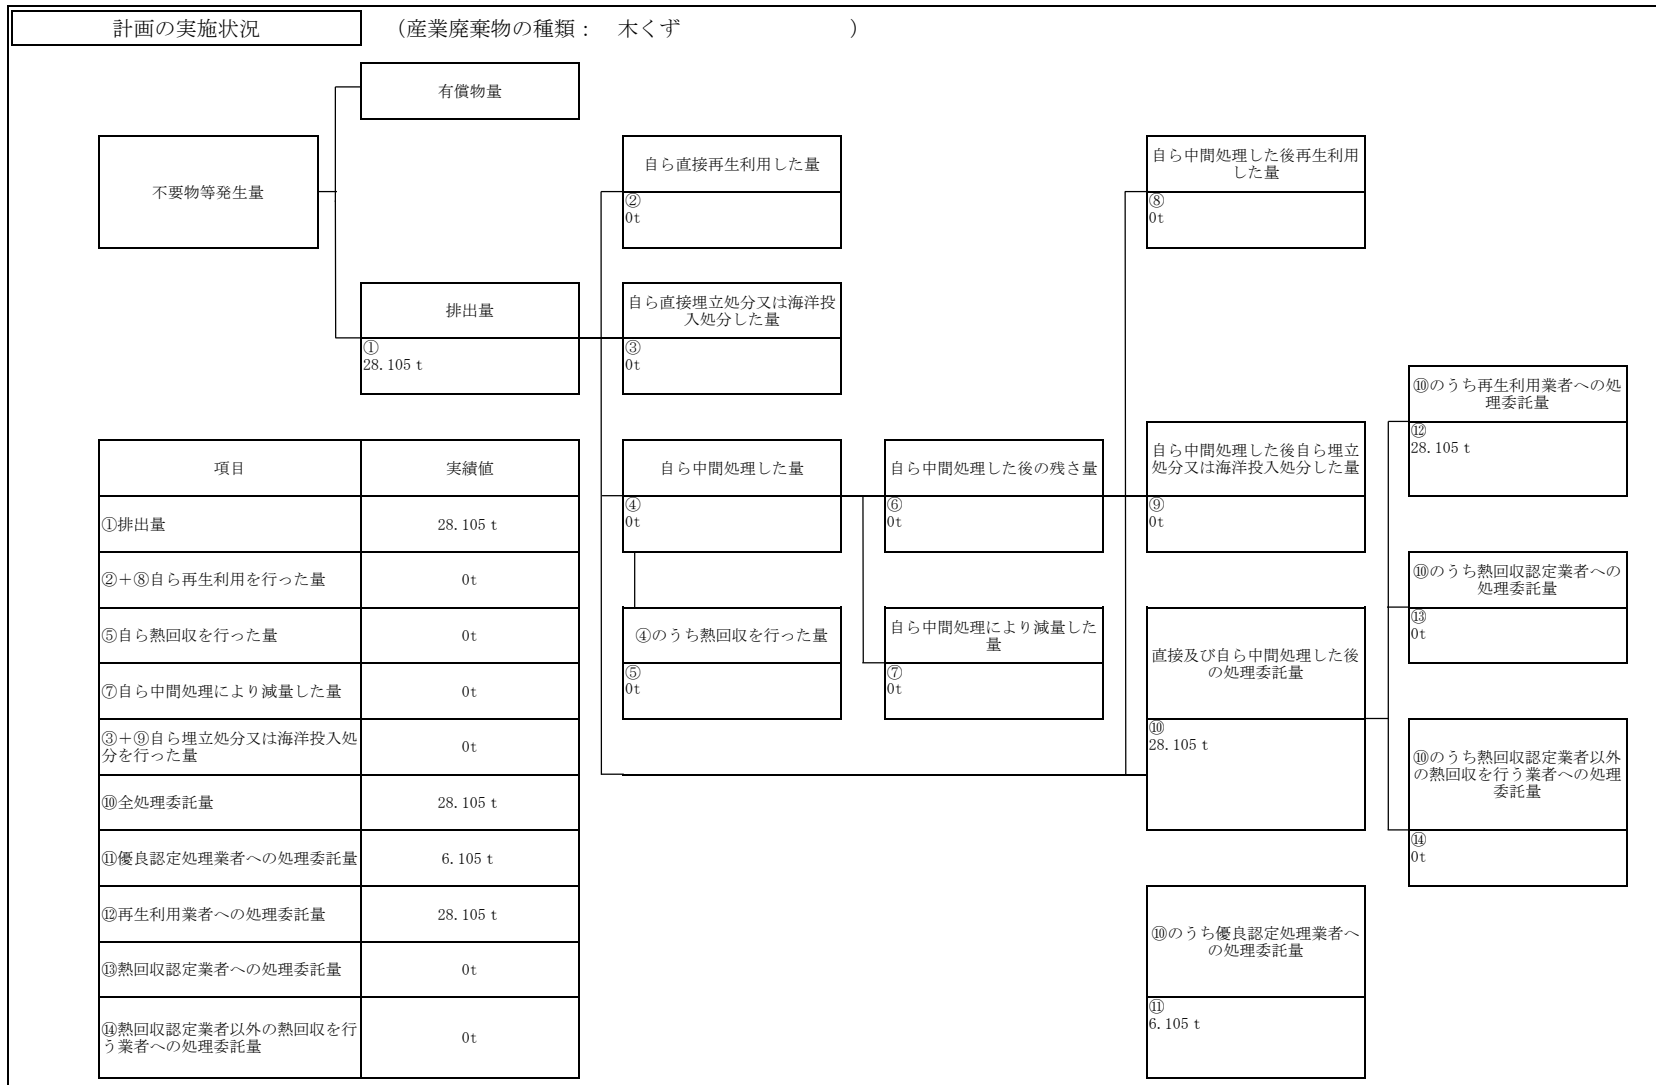 計画の実施状況 （産業廃棄物の種類： 木くず ）
有償物量
不要物等発生量
自ら直接再生利用した量
②
0t
自ら中間処理した後再生利用
した量
⑧
0t
排出量
①
28.105 t
自ら直接埋立処分又は海洋投
入処分した量
③
0t
⑩のうち再生利用業者への処
理委託量
⑫
28.105 t
自ら中間処理した量
④
0t
自ら中間処理した後の残さ量
⑥
0t
自ら中間処理した後自ら埋立
処分又は海洋投入処分した量
⑨
0t
⑩のうち熱回収認定業者への
処理委託量
⑬
0t
④のうち熱回収を行った量
⑤
0t
自ら中間処理により減量した
量
⑦
0t
直接及び自ら中間処理した後
の処理委託量
⑩
28.105 t
⑩のうち熱回収認定業者以外
の熱回収を行う業者への処理
委託量
⑭
0t
⑩のうち優良認定処理業者へ
の処理委託量
⑪
6.105 t
項目 実績値
①排出量 28.105 t
②＋⑧自ら再生利用を行った量 0t
⑤自ら熱回収を行った量 0t
⑦自ら中間処理により減量した量 0t
③＋⑨自ら埋立処分又は海洋投入処
分を行った量 0t
⑩全処理委託量 28.105 t
⑪優良認定処理業者への処理委託量 6.105 t
⑫再生利用業者への処理委託量 28.105 t
⑬熱回収認定業者への処理委託量 0t
⑭熱回収認定業者以外の熱回収を行
う業者への処理委託量 0t